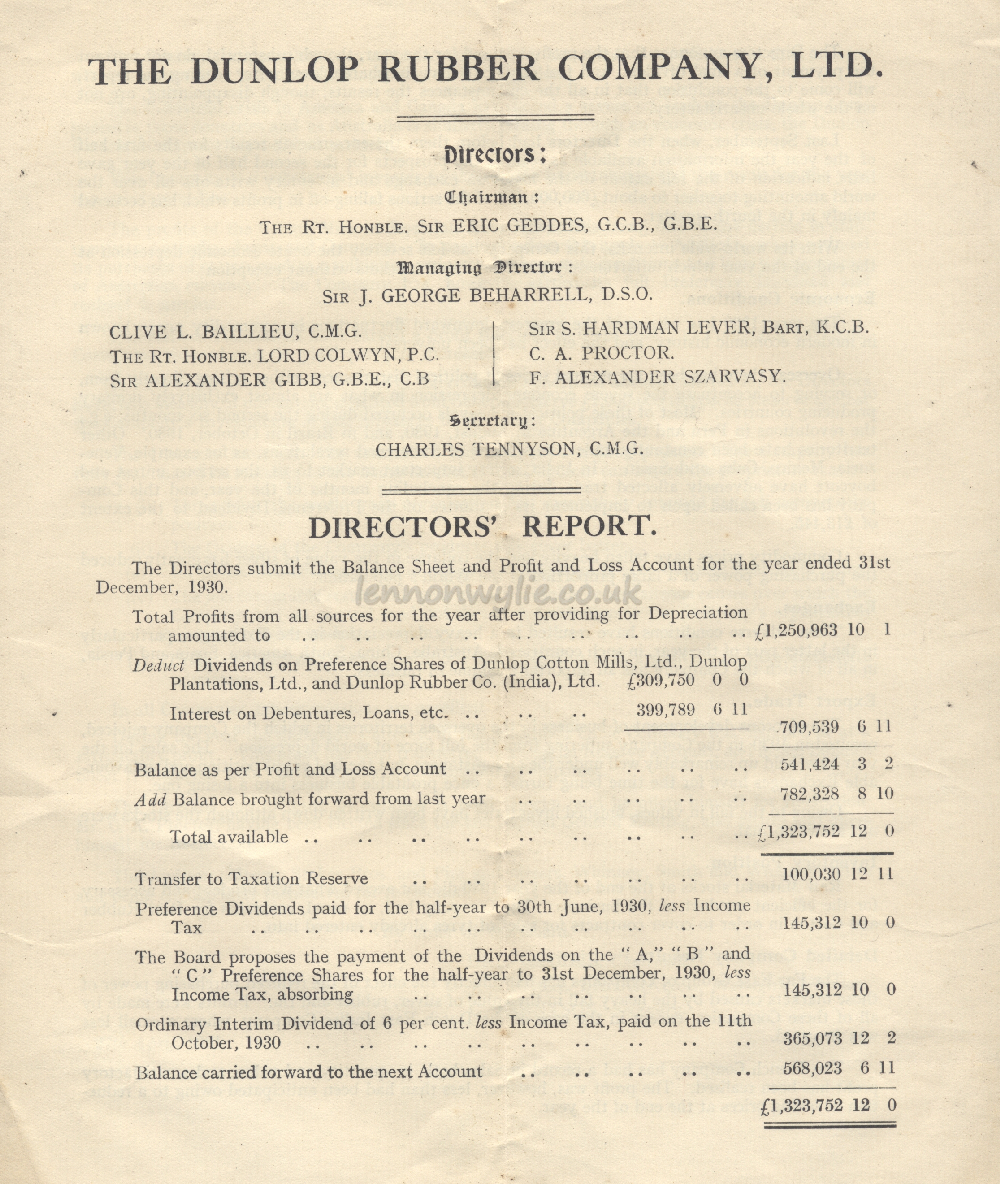 THE DUNLOP RUBBER COMPANY, LTD.
Directors:
Chairman:
THE RT. HONBLE. SIR ERIC GEDDES, G.C.B., G.B.E.
Managing Director:
SIR J. GEORGE BEHARRELL, D.S.O.
CLIVE L. BAILLIEU, C.M.G.
THE RT. HONBLE. LORD COLWYN, P.C.
SIR ALEXANDER GIBB, G.B.E., C.B
SIR S. HARDMAN LEVER, BART, K.C.B.
C. A. PROCTOR.
F. ALEXANDER SZARVASY.
Secretary:
CHARLES TENNYSON, C.M.G.
DIRECTORS' REPORT.
The Directors submit the Balance Sheet and Profit and Loss Account for the year ended 31st
December, 1930.
lennonwylie.co.uk
Total Profits from all sources for the year after providing for Depreciation
amounted to .. .. .. .. .. .. .. .. .. £1,250,963 10 1
Deduct Dividends on Preference Shares of Dunlop Cotton Mills, Ltd., Dunlop
Plantations, Ltd., and Dunlop Rubber Co. (India), Ltd. £309,750 0 0
Interest on Debentures, Loans, etc. .. .. .. 399,789 6 11
709,539 6 11
Balance as per Profit and Loss Account .. .. .. .. .. .. 541,424 3 2
Add Balance brought forward from last year .. .. .. .. .. 782,328 8 10
Total available .. .. .. .. .. .. .. .. .. £1,323,752 12 0
Transfer to Taxation Reserve .. .. .. .. .. .. .. 100,030 12 11
Preference Dividends paid for the half-year to 30th June, 1930, less Income
Tax .. .. .. .. .. .. .. .. .. .. 145,312 10 0
The Board proposes the payment of the Dividends on the "A," "B" and
"C" Preference Shares for the half-year to 31st December, 1930, less
Income Tax, absorbing .. .. .. .. .. .. .. 145,312 10 0
Ordinary Interim Dividend of 6 per cent. less Income Tax, paid on the 11th
October, 1930 .. .. .. .. .. .. .. .. .. 365,073 12 2
Balance carried forward to the next Account .. .. .. .. .. 568,023 6 11
£1,323,752 12 0